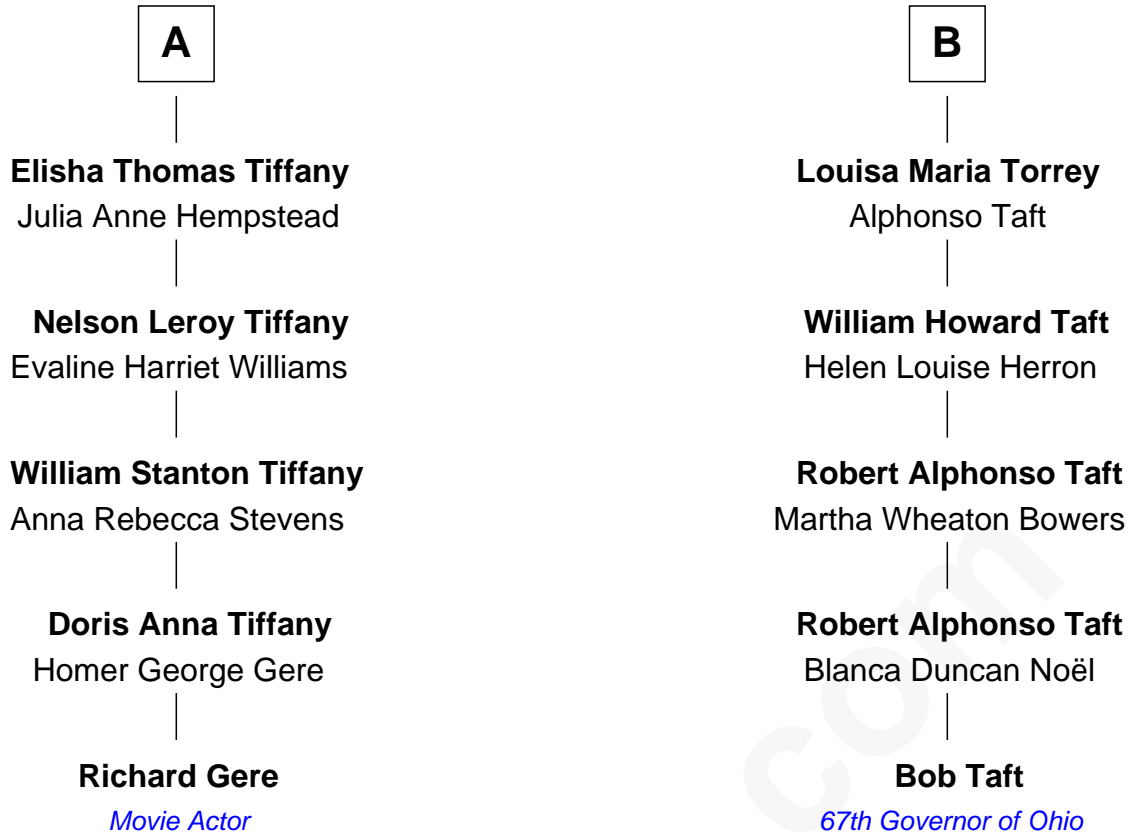 A
Elisha Thomas Tiffany
Julia Anne Hempstead
Nelson Leroy Tiffany
Evaline Harriet Williams
William Stanton Tiffany
Anna Rebecca Stevens
Doris Anna Tiffany
Homer George Gere
Richard Gere
Movie Actor
B
Louisa Maria Torrey
Alphonso Taft
William Howard Taft
Helen Louise Herron
Robert Alphonso Taft
Martha Wheaton Bowers
Robert Alphonso Taft
Blanca Duncan Noël
Bob Taft
67th Governor of Ohio
com